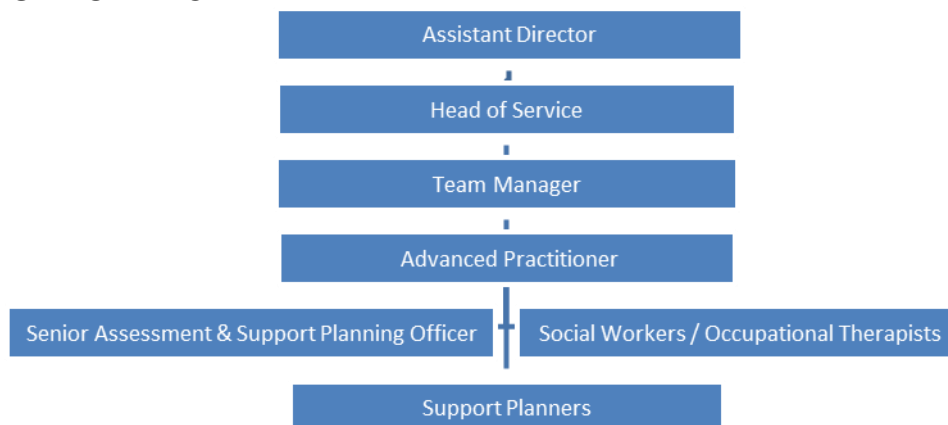 Assistant Director
Head of Service
Team Manager
Advanced Practitioner
Senior Assessment & Support Planning Officer
Social Workers / Occupational Therapists
Support Planners